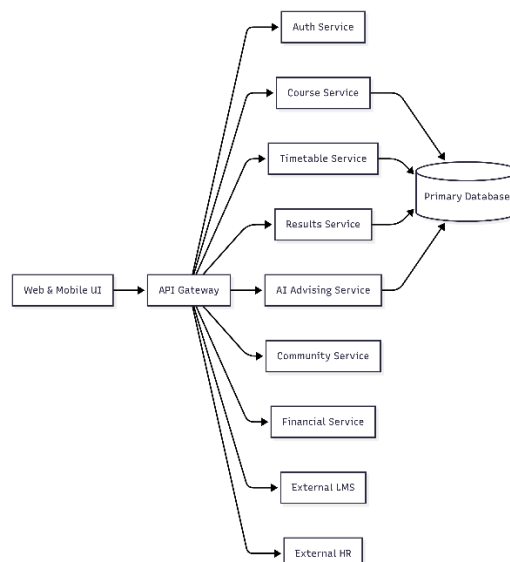 Auth Service
Course Service
Timetable Service
Primary Database
Results Service
Web & Mobile UI
API Gateway
AI Advising Service
Community Service
Financial Service
External LMS
External HR